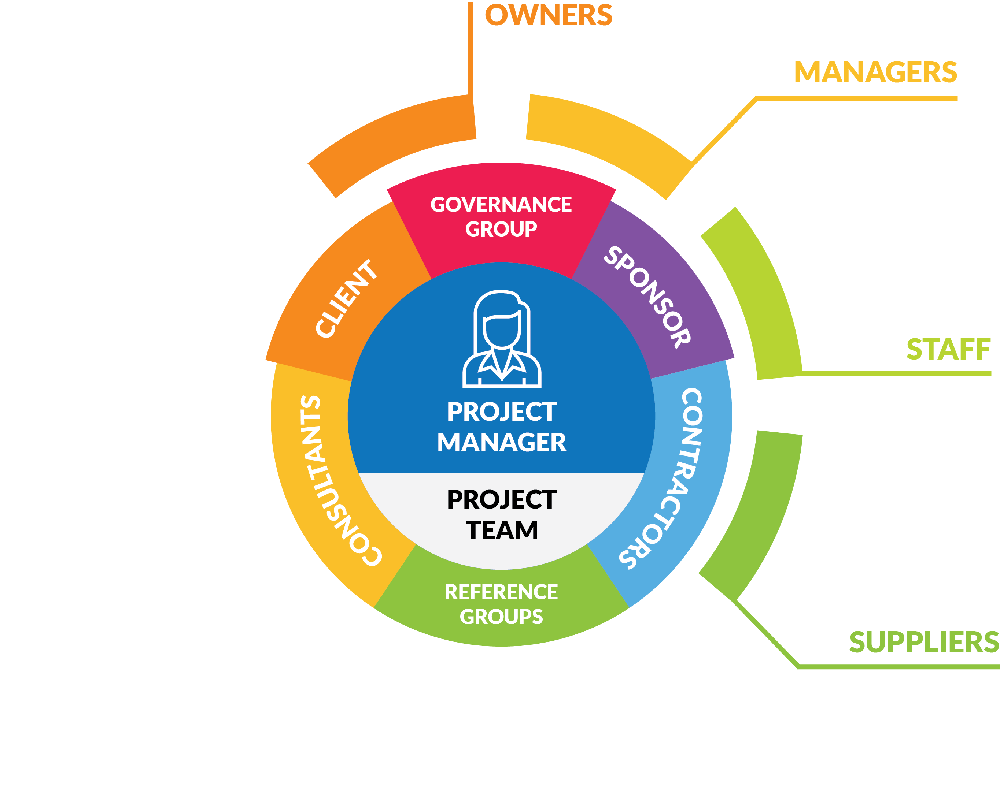 OWNERS
MANAGERS
GOVERNANCE
GROUP
CLIENT
SPONSOR
STAFF
PROJECT
MANAGER
CONSULTANTS
CONTRACTORS
PROJECT
TEAM
REFERENCE
GROUPS
SUPPLIERS